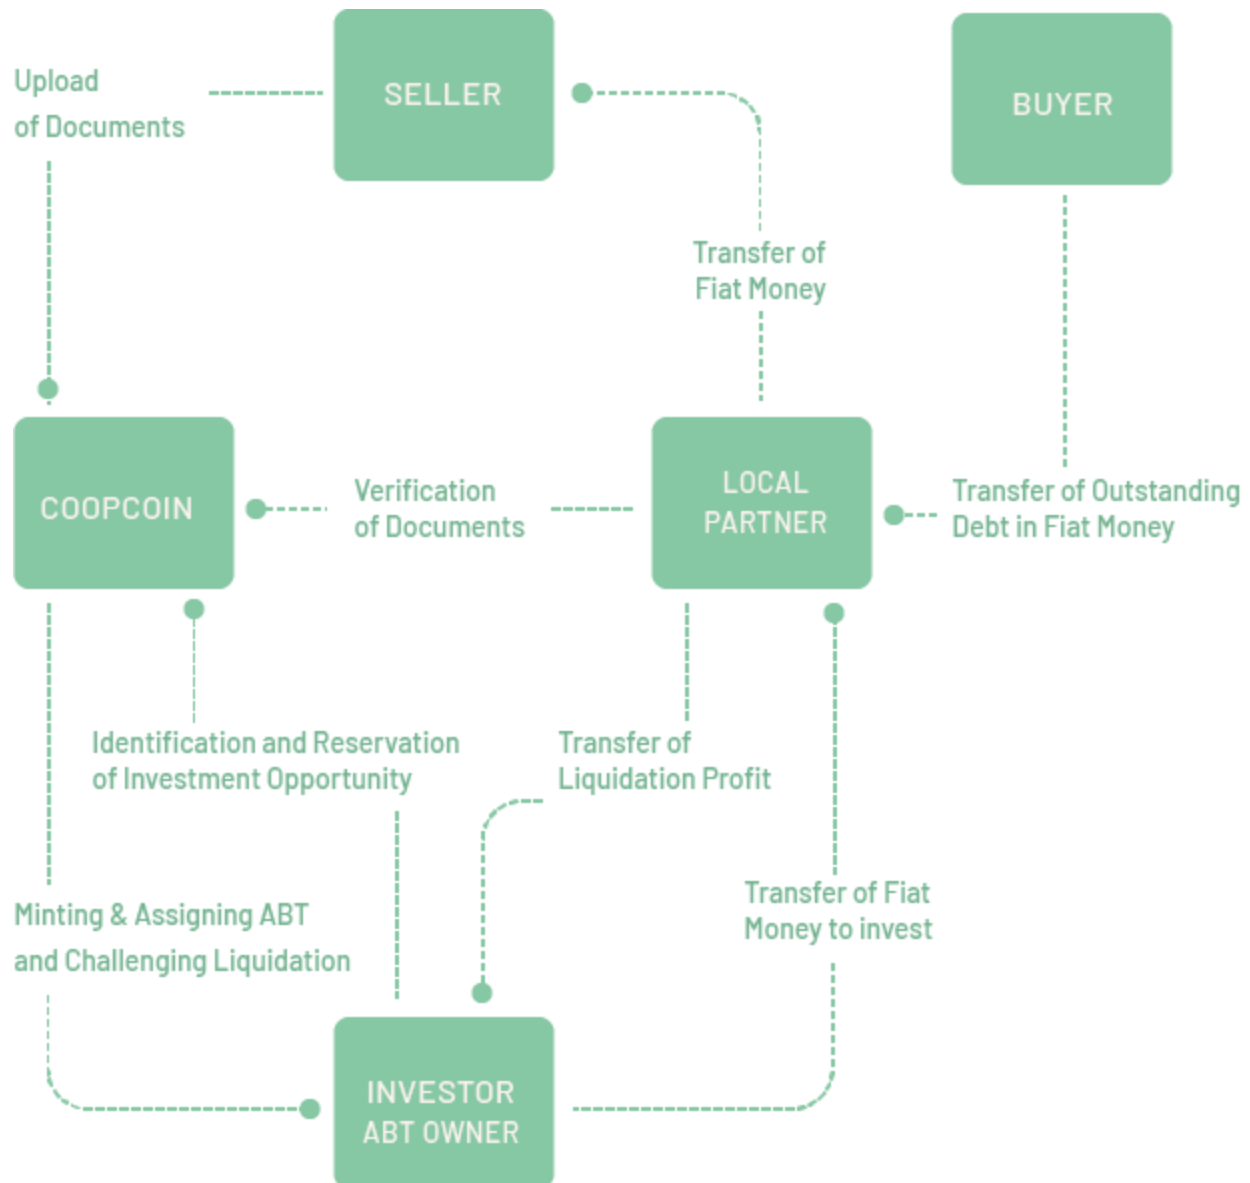 Upload
of Documents
SELLER
BUYER
Transfer of
Fiat Money
COOPCOIN
Verification
of Documents
LOCAL
PARTNER
Transfer of Outstanding
Debt in Fiat Money
Identification and Reservation
of Investment Opportunity
Transfer of
Liquidation Profit
Minting & Assigning ABT
and Challenging Liquidation
Transfer of Fiat
Money to invest
INVESTOR
ABT OWNER